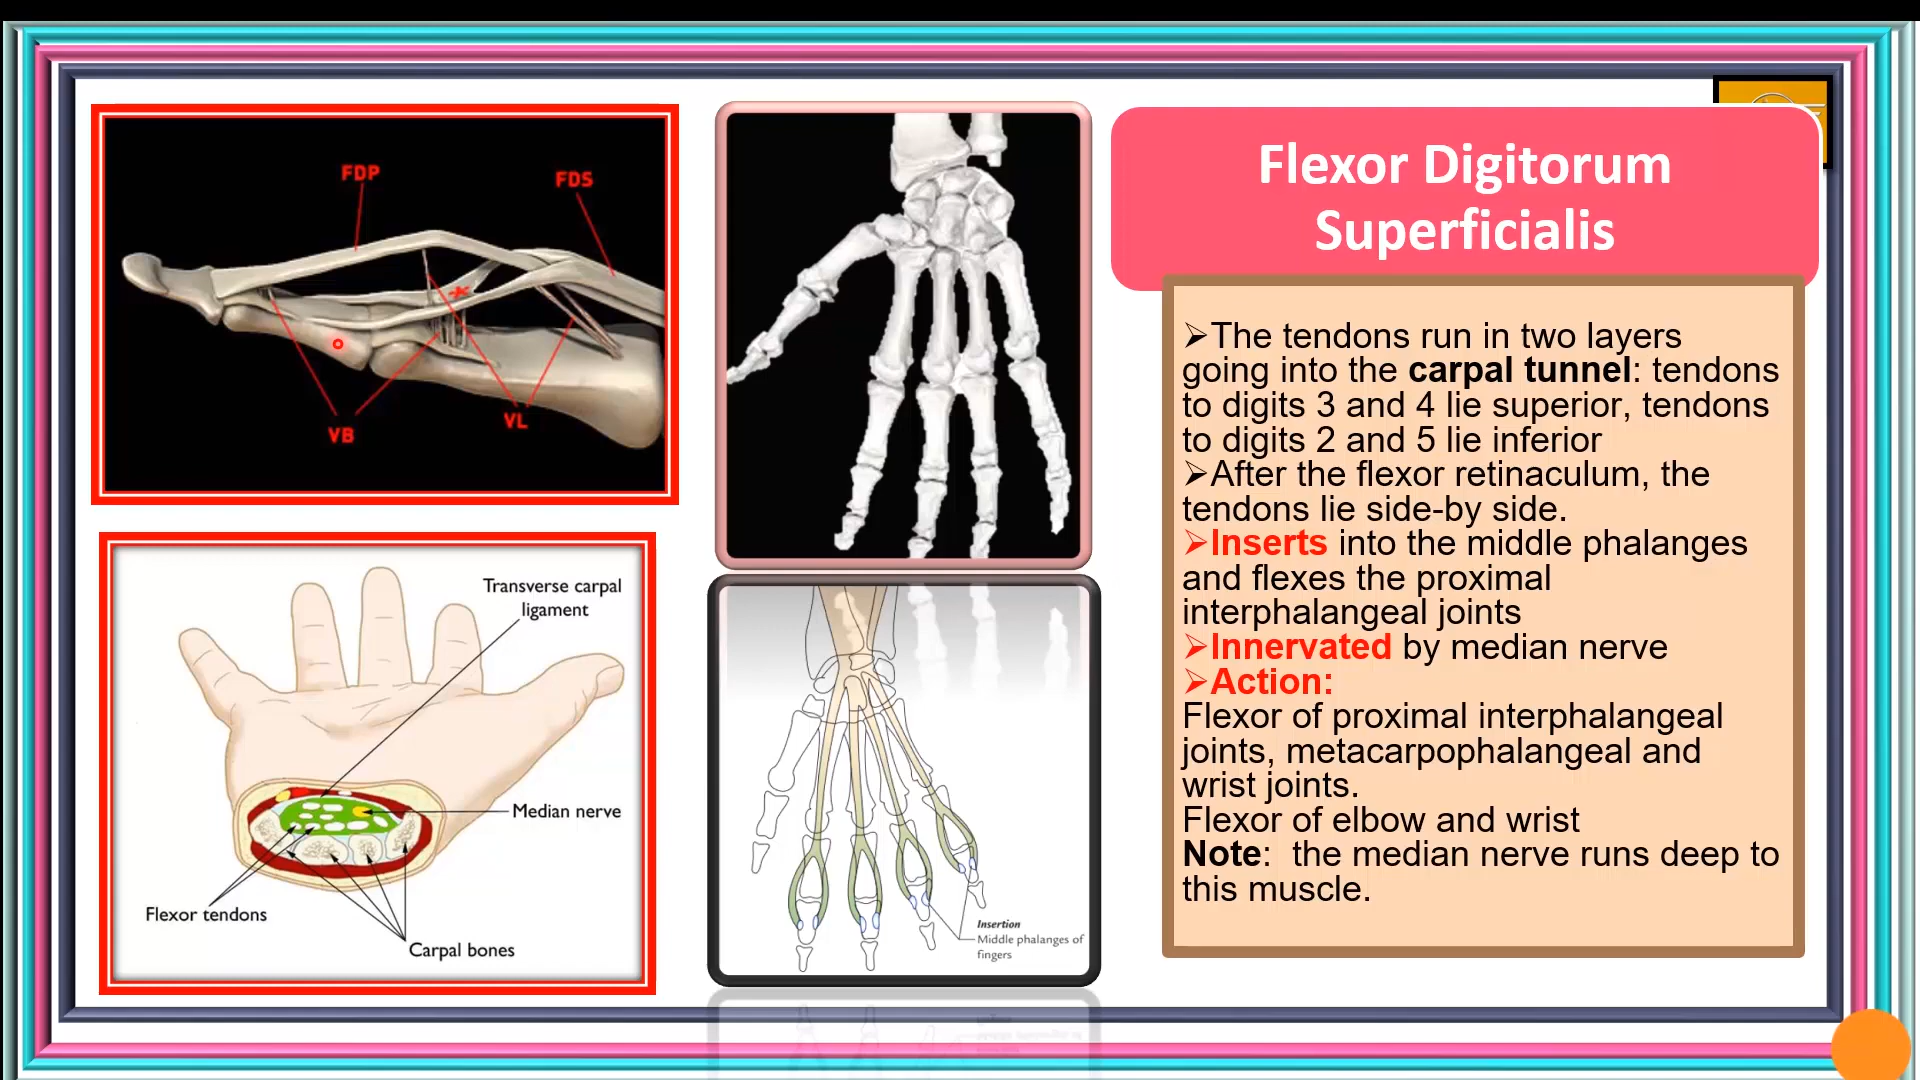 Flexor Digitorum
Superficialis
FDP
FDS
VB
VL
Transverse carpal
ligament
Median nerve
Flexor tendons
Carpal bones
Insertion
Middle phalanges of
fingers
➢The tendons run in two layers
going into the carpal tunnel: tendons
to digits 3 and 4 lie superior, tendons
to digits 2 and 5 lie inferior
➢After the flexor retinaculum, the
tendons lie side-by side.
➢Inserts into the middle phalanges
and flexes the proximal
interphalangeal joints
➢Innervated by median nerve
➢Action:
Flexor of proximal interphalangeal
joints, metacarpophalangeal and
wrist joints.
Flexor of elbow and wrist
Note:  the median nerve runs deep to
this muscle.